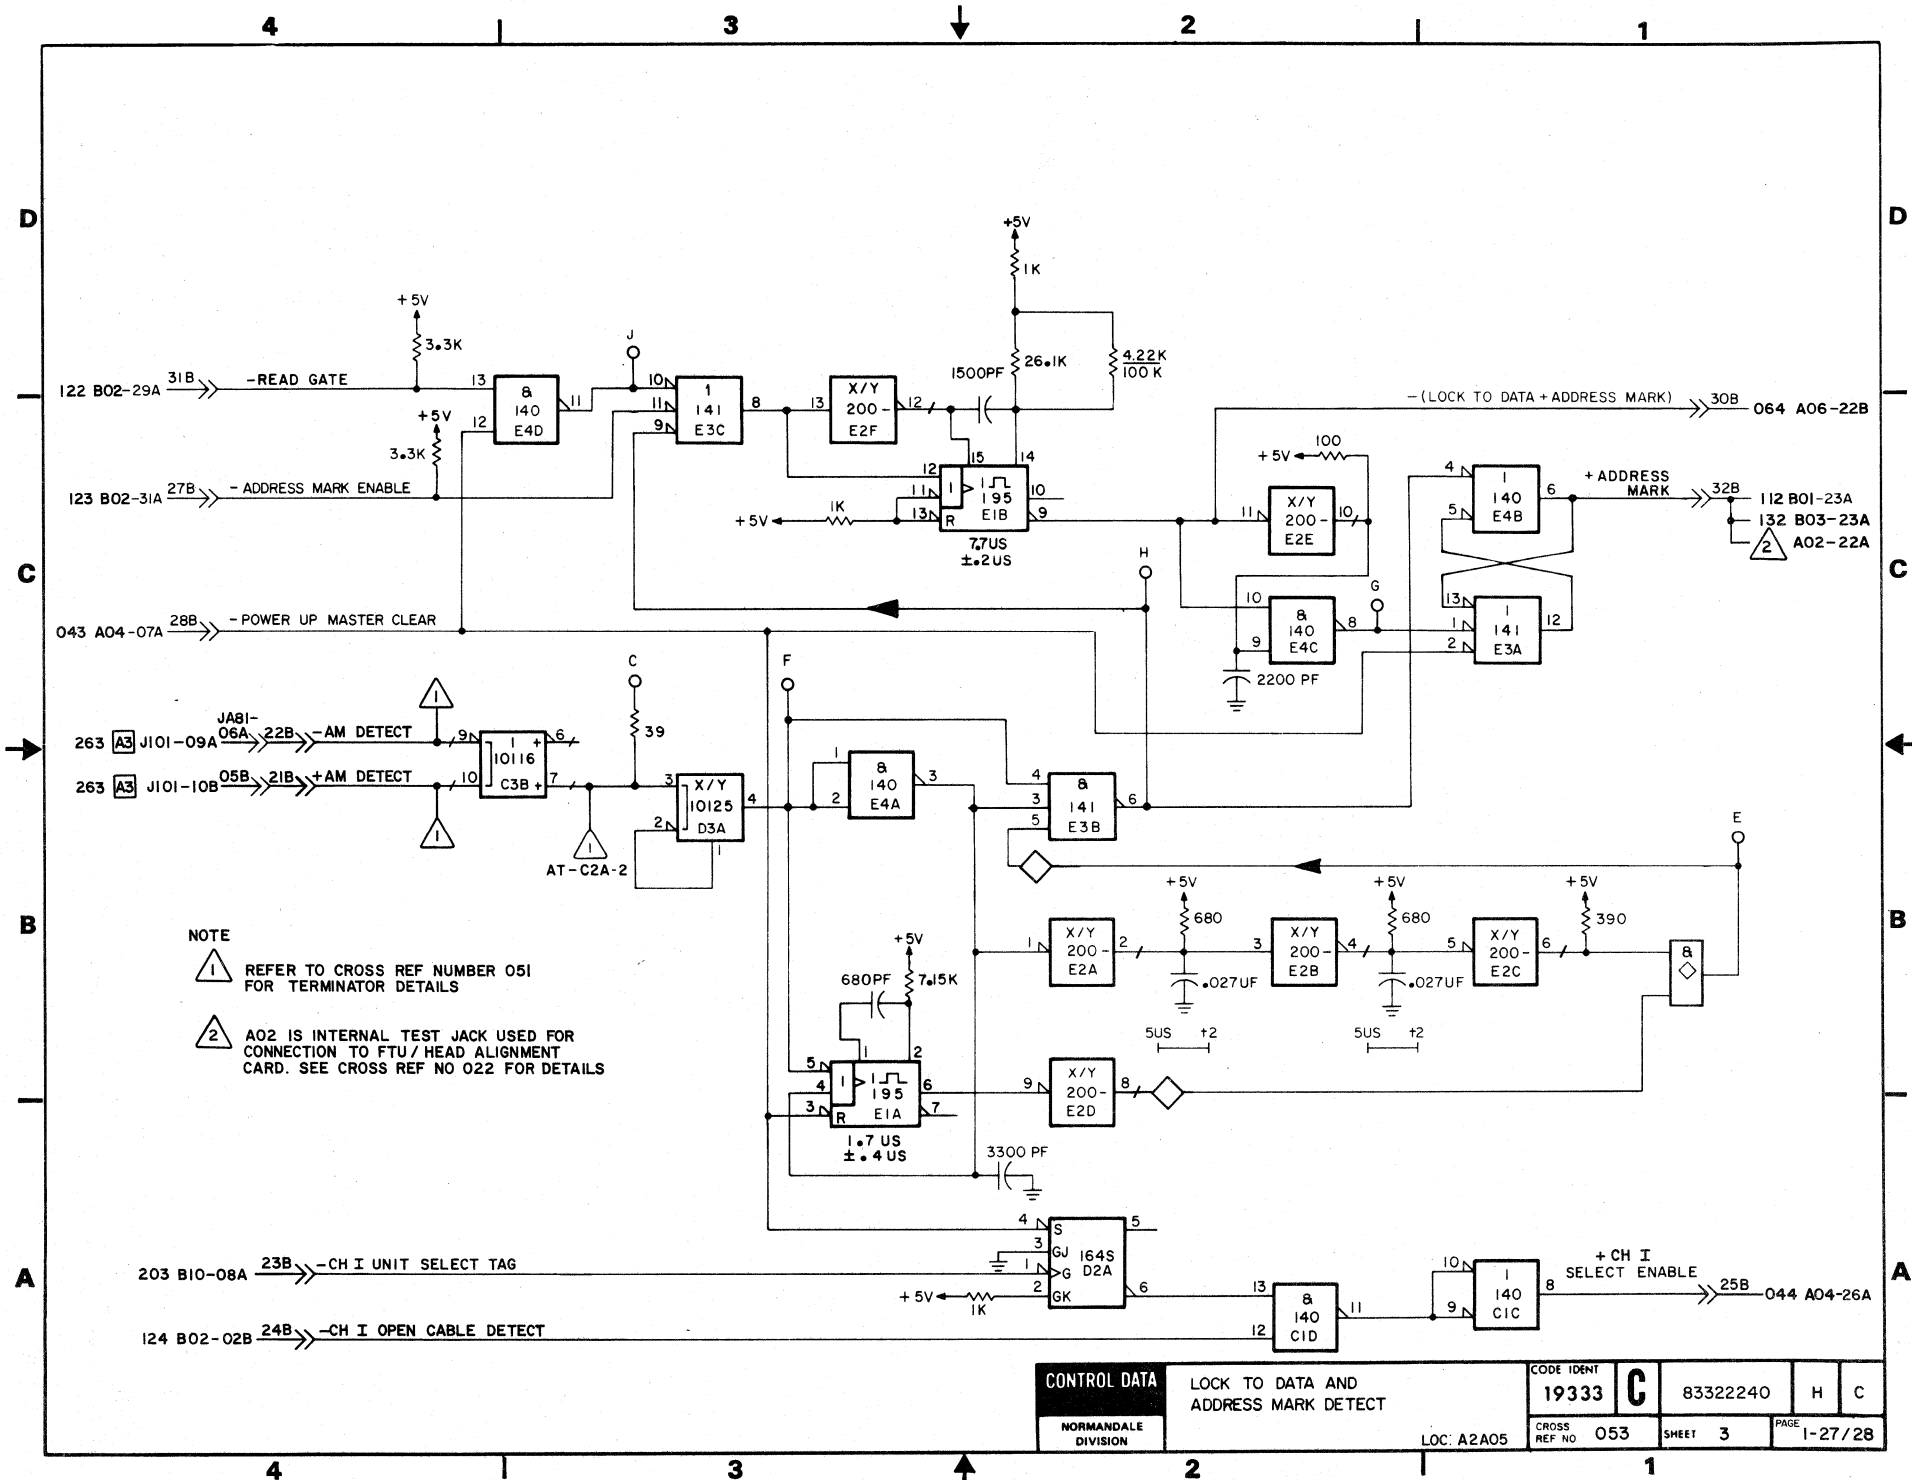 4 3 2 1
D D
+5V
1K
+5V
3.3K
J
26.1K
4.22K
100 K
1500PF
122 B02-29A 31B -READ GATE
13
12
&
140
E4D
11
10
11
9
1
141
E3C
8
13
X/Y
200-
E2F
12
-(LOCK TO DATA + ADDRESS MARK) 30B 064 A06-22B
+5V
3.3K
15 14
12
11
13
1
1
195
R E1B
10
9
7.7US
±.2US
+5V
1K
123 B02-31A 27B - ADDRESS MARK ENABLE
100
+5V
11
X/Y
200-
E2E
10
4
5
1
140
E4B
6
+ ADDRESS
MARK
32B 112 B01-23A
132 B03-23A
2 A02-22A
C C
H
G
10
9
&
140
E4C
8
13
1
2
1
141
E3A
12
2200 PF
043 A04-07A 28B -POWER UP MASTER CLEAR
C
F
39
1
263 A3 J101-09A JA81-
06A 22B -AM DETECT
263 A3 J101-10B 05B 21B +AM DETECT
9
10
1 +
10116
C3B +
6
7
1
1
AT-C2A-2
3
2
X/Y
10125
D3A
4
1
1
2
&
140
E4A
3
4
3
5
&
141
E3B
6
E
B B
NOTE
1 REFER TO CROSS REF NUMBER 051
FOR TERMINATOR DETAILS
2 A02 IS INTERNAL TEST JACK USED FOR
CONNECTION TO FTU / HEAD ALIGNMENT
CARD. SEE CROSS REF NO 022 FOR DETAILS
+5V
680PF
7.15K
1
X/Y
200-
E2A
2
+5V
680
.027UF
3
X/Y
200-
E2B
4
+5V
680
.027UF
5
X/Y
200-
E2C
6
+5V
390
&
5US ±2
5US ±2
1 2
5
4
3
1
1
195
R E1A
6
7
1.7 US
±.4US
9
X/Y
200-
E2D
8
3300 PF
4
3
1
2
S
GJ
G
GK
164S
D2A
5
6
+5V
1K
A A
203 B10-08A 23B -CH I UNIT SELECT TAG
124 B02-02B 24B -CH I OPEN CABLE DETECT
13
12
&
140
C1D
11
10
9
1
140
C1C
8
+ CH I
SELECT ENABLE
25B 044 A04-26A
CONTROL DATA
NORMANDALE
DIVISION
LOCK TO DATA AND
ADDRESS MARK DETECT
LOC: A2A05
CODE IDENT
19333
C
83322240
H
C
CROSS
REF NO 053
SHEET 3
PAGE
1-27/28
4 3 2 1